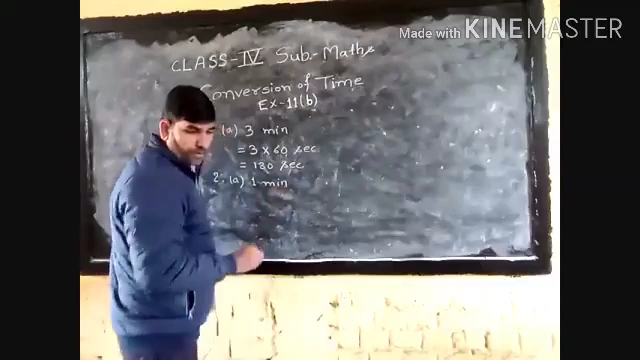 Made with KINEMASTER
CLASS-IV Sub.-Maths
Conversion of Time
Ex-11(b)
(a) 3 min
= 3 × 60 sec.
= 180 sec
2. (a) 1 min